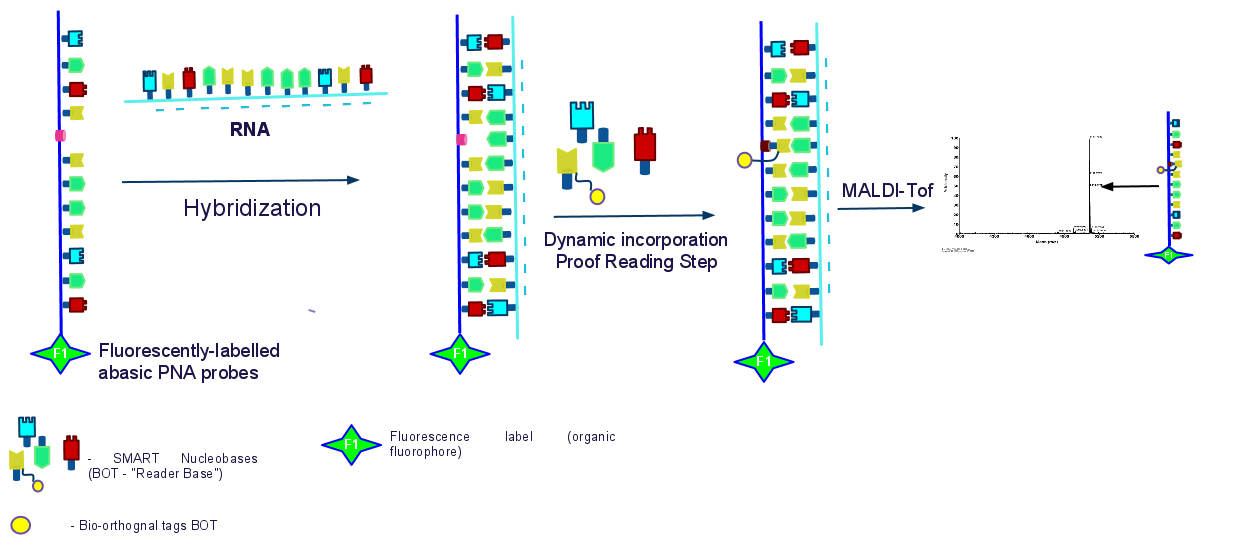 RNA
Hybridization
Dynamic incorporation
Proof Reading Step
MALDI-Tof
F1
F1
F1
F1
Fluorescently-labelled
abasic PNA probes
- SMART Nucleobases
(BOT - "Reader Base")
F1
Fluorescence label (organic
fluorophore)
- Bio-orthognal tags BOT